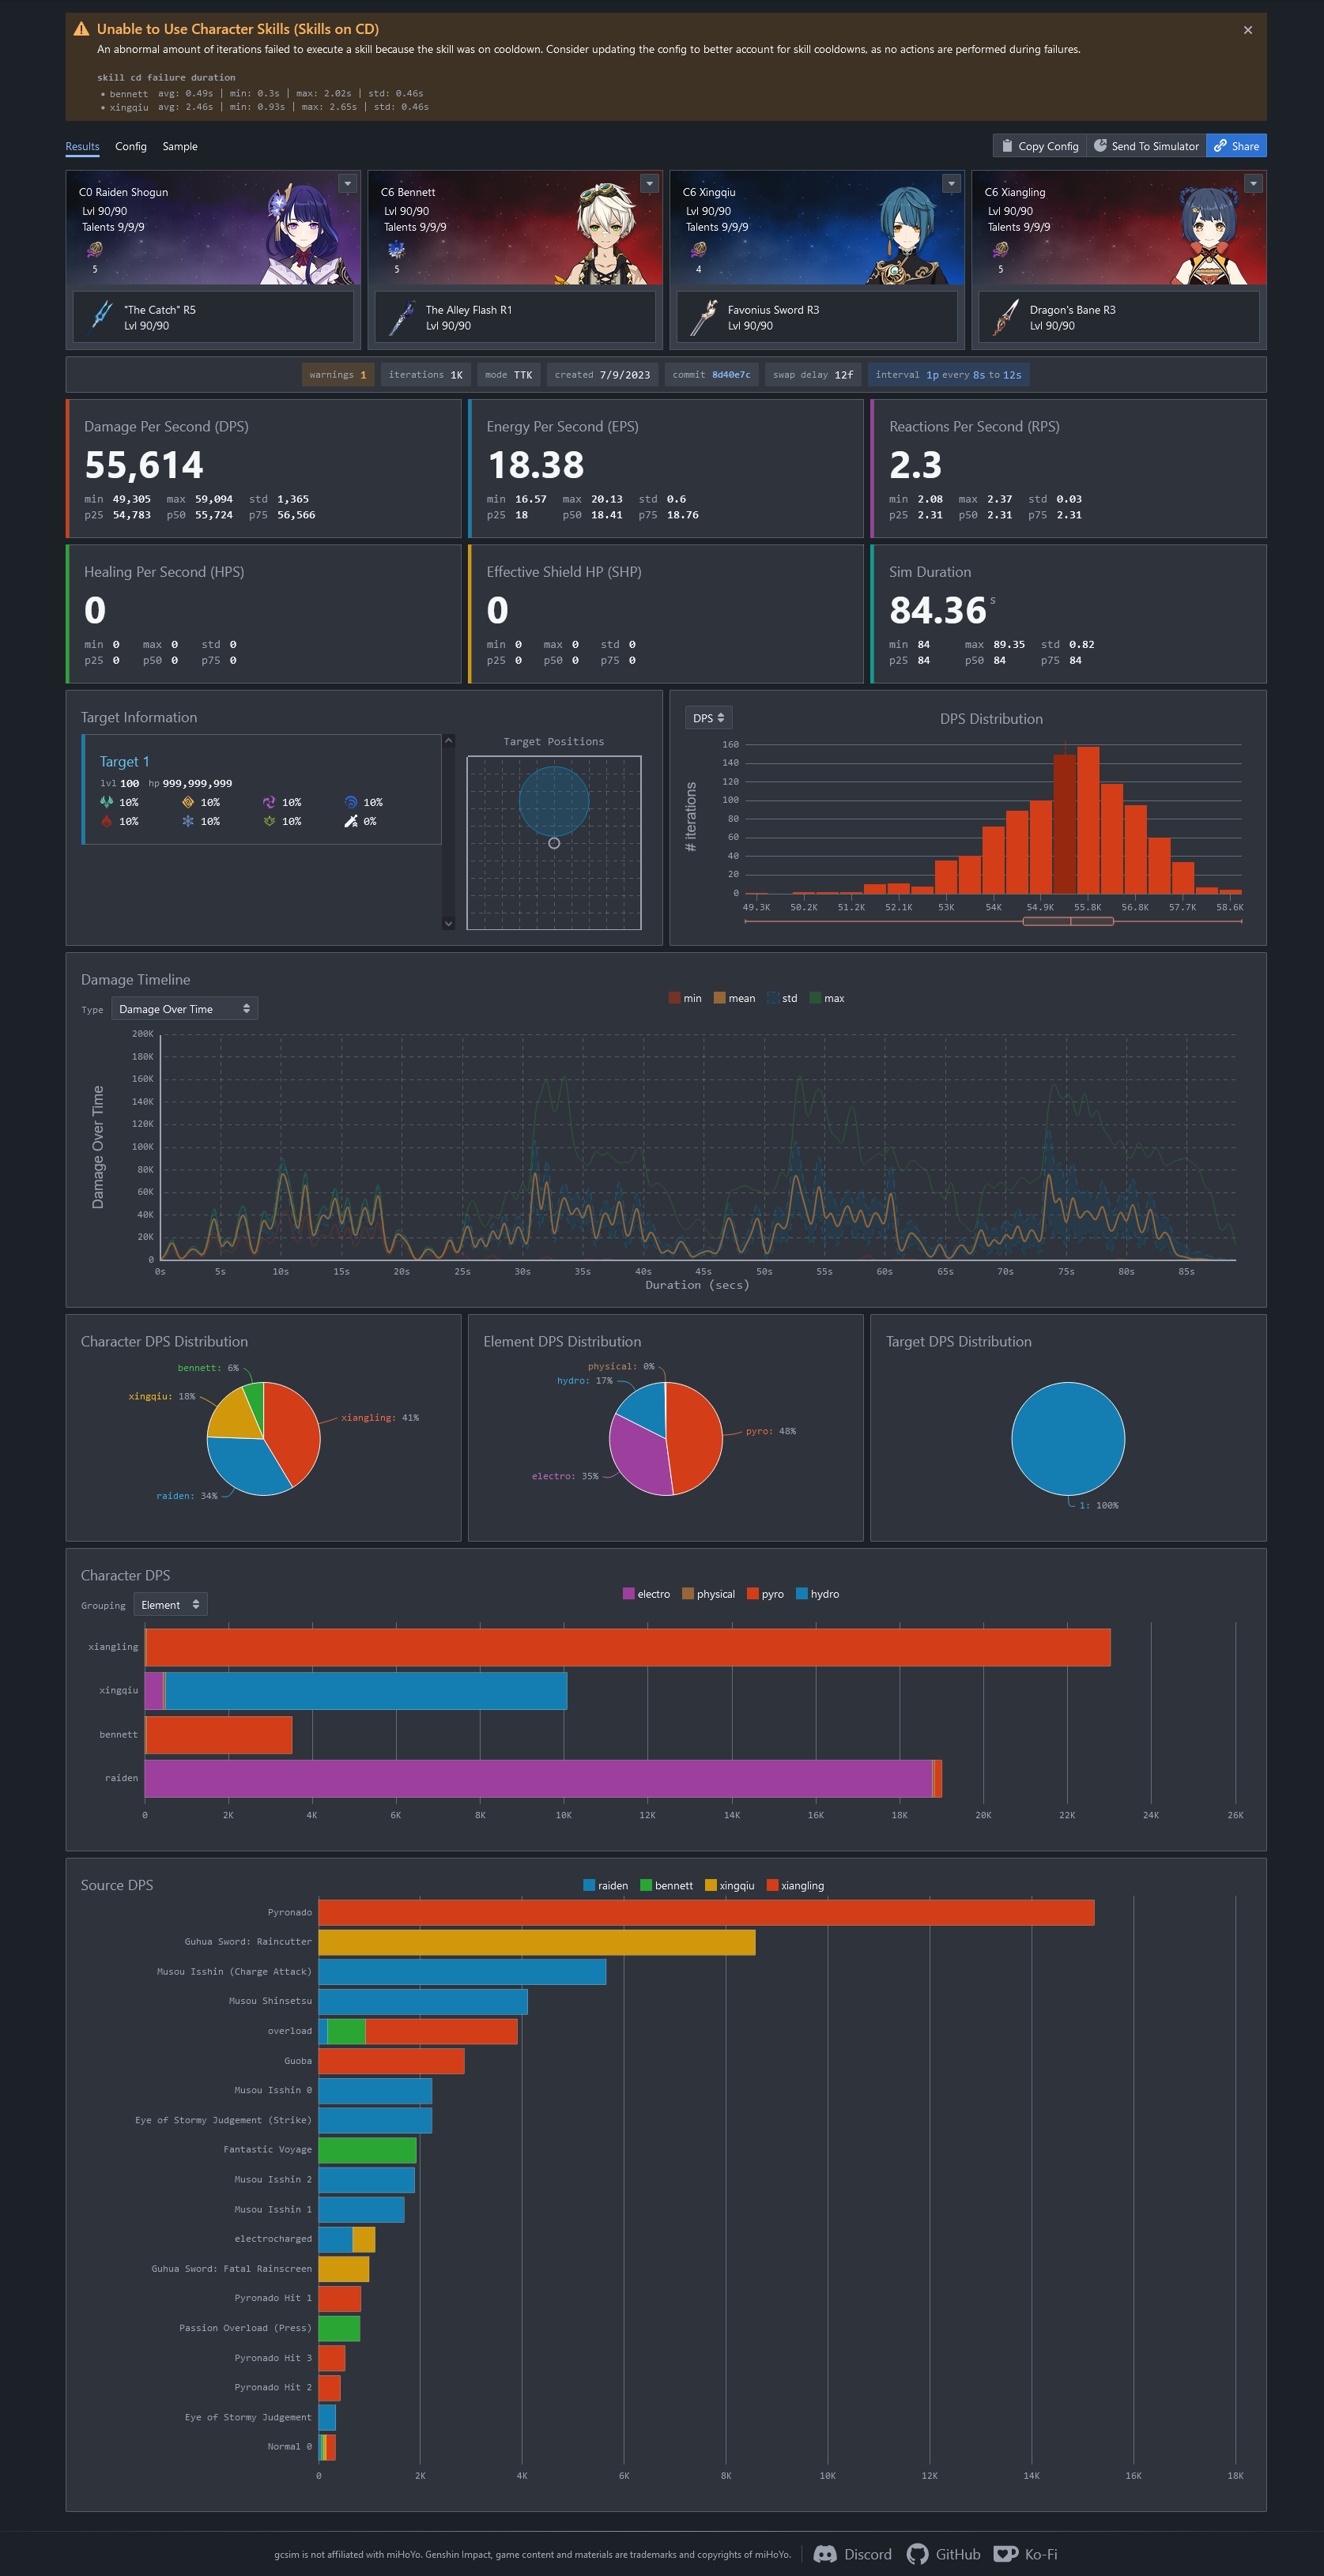 Unable to Use Character Skills (Skills on CD)
An abnormal amount of iterations failed to execute a skill because the skill was on cooldown. Consider updating the config to better account for skill cooldowns, as no actions are performed during failures.
skill cd failure duration
• bennett avg: 0.49s | min: 0.3s | max: 2.02s | std: 0.46s
• xingqiu avg: 2.46s | min: 0.93s | max: 2.65s | std: 0.46s
Results Config Sample Copy Config Send To Simulator Share
C0 Raiden Shogun
Lvl 90/90
Talents 9/9/9
5
"The Catch" R5
Lvl 90/90
C6 Bennett
Lvl 90/90
Talents 9/9/9
5
The Alley Flash R1
Lvl 90/90
C6 Xingqiu
Lvl 90/90
Talents 9/9/9
4
Favonius Sword R3
Lvl 90/90
C6 Xiangling
Lvl 90/90
Talents 9/9/9
5
Dragon's Bane R3
Lvl 90/90
warnings 1 iterations 1K mode TTK created 7/9/2023 commit 8d40e7c swap delay 12f interval 1p every 8s to 12s
Damage Per Second (DPS)
55,614
min 49,305 max 59,094 std 1,365
p25 54,783 p50 55,724 p75 56,566
Energy Per Second (EPS)
18.38
min 16.57 max 20.13 std 0.6
p25 18 p50 18.41 p75 18.76
Reactions Per Second (RPS)
2.3
min 2.08 max 2.37 std 0.03
p25 2.31 p50 2.31 p75 2.31
Healing Per Second (HPS)
0
min 0 max 0 std 0
p25 0 p50 0 p75 0
Effective Shield HP (SHP)
0
min 0 max 0 std 0
p25 0 p50 0 p75 0
Sim Duration
84.36 s
min 84 max 89.35 std 0.82
p25 84 p50 84 p75 84
Target Information
Target 1
lvl 100 hp 999,999,999
10% 10% 10% 10%
10% 10% 10% 0%
Target Positions
DPS
DPS Distribution
# iterations
160
140
120
100
80
60
40
20
0
49.3K 50.2K 51.2K 52.1K 53K 54K 54.9K 55.8K 56.8K 57.7K 58.6K
Damage Timeline
Type Damage Over Time
min mean std max
Damage Over Time
200K
180K
160K
140K
120K
100K
80K
60K
40K
20K
0
0s 5s 10s 15s 20s 25s 30s 35s 40s 45s 50s 55s 60s 65s 70s 75s 80s 85s
Duration (secs)
Character DPS Distribution
bennett: 6%
xingqiu: 18%
xiangling: 41%
raiden: 34%
Element DPS Distribution
physical: 0%
hydro: 17%
pyro: 48%
electro: 35%
Target DPS Distribution
1: 100%
Character DPS
Grouping Element
electro physical pyro hydro
xiangling
xingqiu
bennett
raiden
0 2K 4K 6K 8K 10K 12K 14K 16K 18K 20K 22K 24K 26K
Source DPS
raiden bennett xingqiu xiangling
Pyronado
Guhua Sword: Raincutter
Musou Isshin (Charge Attack)
Musou Shinsetsu
overload
Guoba
Musou Isshin 0
Eye of Stormy Judgement (Strike)
Fantastic Voyage
Musou Isshin 2
Musou Isshin 1
electrocharged
Guhua Sword: Fatal Rainscreen
Pyronado Hit 1
Passion Overload (Press)
Pyronado Hit 3
Pyronado Hit 2
Eye of Stormy Judgement
Normal 0
0 2K 4K 6K 8K 10K 12K 14K 16K 18K
gcsim is not affiliated with miHoYo. Genshin Impact, game content and materials are trademarks and copyrights of miHoYo. Discord GitHub Ko-Fi